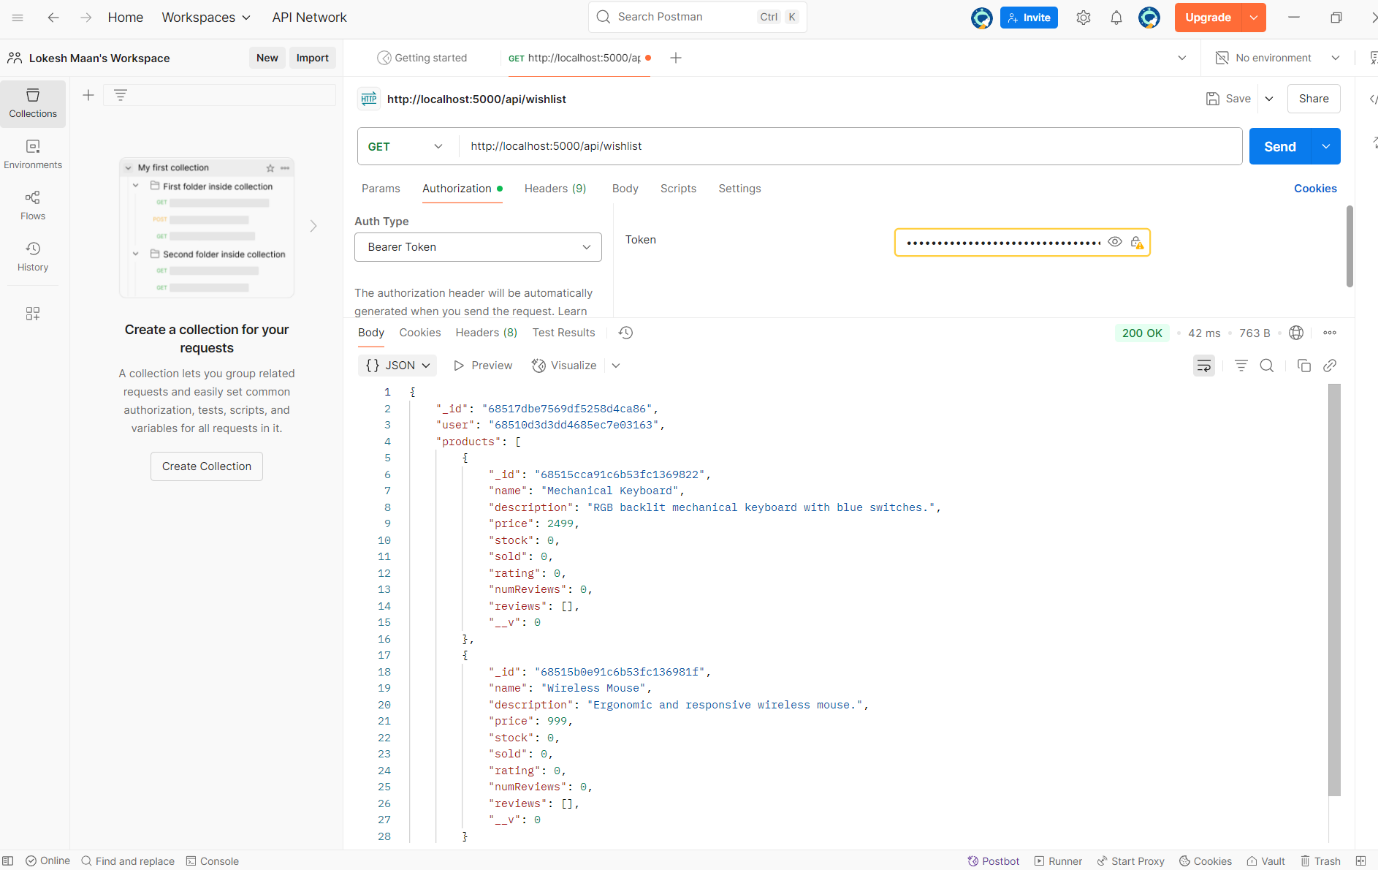 Home
Workspaces
API Network
Search Postman
Ctrl K
Invite
Upgrade
Lokesh Maan's Workspace
New
Import
Getting started
GET http://localhost:5000/ap
No environment
Collections
Environments
Flows
History
My first collection
First folder inside collection
GET
POST
GET
Second folder inside collection
GET
GET
Create a collection for your
requests
A collection lets you group related
requests and easily set common
authorization, tests, scripts, and
variables for all requests in it.
Create Collection
HTTP
http://localhost:5000/api/wishlist
Save
Share
GET
http://localhost:5000/api/wishlist
Send
Params
Authorization
Headers (9)
Body
Scripts
Settings
Cookies
Auth Type
Bearer Token
Token
The authorization header will be automatically
generated when you send the request. Learn
Body
Cookies
Headers (8)
Test Results
200 OK • 42 ms • 763 B
{} JSON
Preview
Visualize
1 {
2 "_id": "68517dbe7569df5258d4ca86",
3 "user": "68510d3d3dd4685ec7e03163",
4 "products": [
5 {
6 "_id": "68515cca91c6b53fc1369822",
7 "name": "Mechanical Keyboard",
8 "description": "RGB backlit mechanical keyboard with blue switches.",
9 "price": 2499,
10 "stock": 0,
11 "sold": 0,
12 "rating": 0,
13 "numReviews": 0,
14 "reviews": [],
15 "__v": 0
16 },
17 {
18 "_id": "68515b0e91c6b53fc136981f",
19 "name": "Wireless Mouse",
20 "description": "Ergonomic and responsive wireless mouse.",
21 "price": 999,
22 "stock": 0,
23 "sold": 0,
24 "rating": 0,
25 "numReviews": 0,
26 "reviews": [],
27 "__v": 0
28 }
Online
Find and replace
Console
Postbot
Runner
Start Proxy
Cookies
Vault
Trash